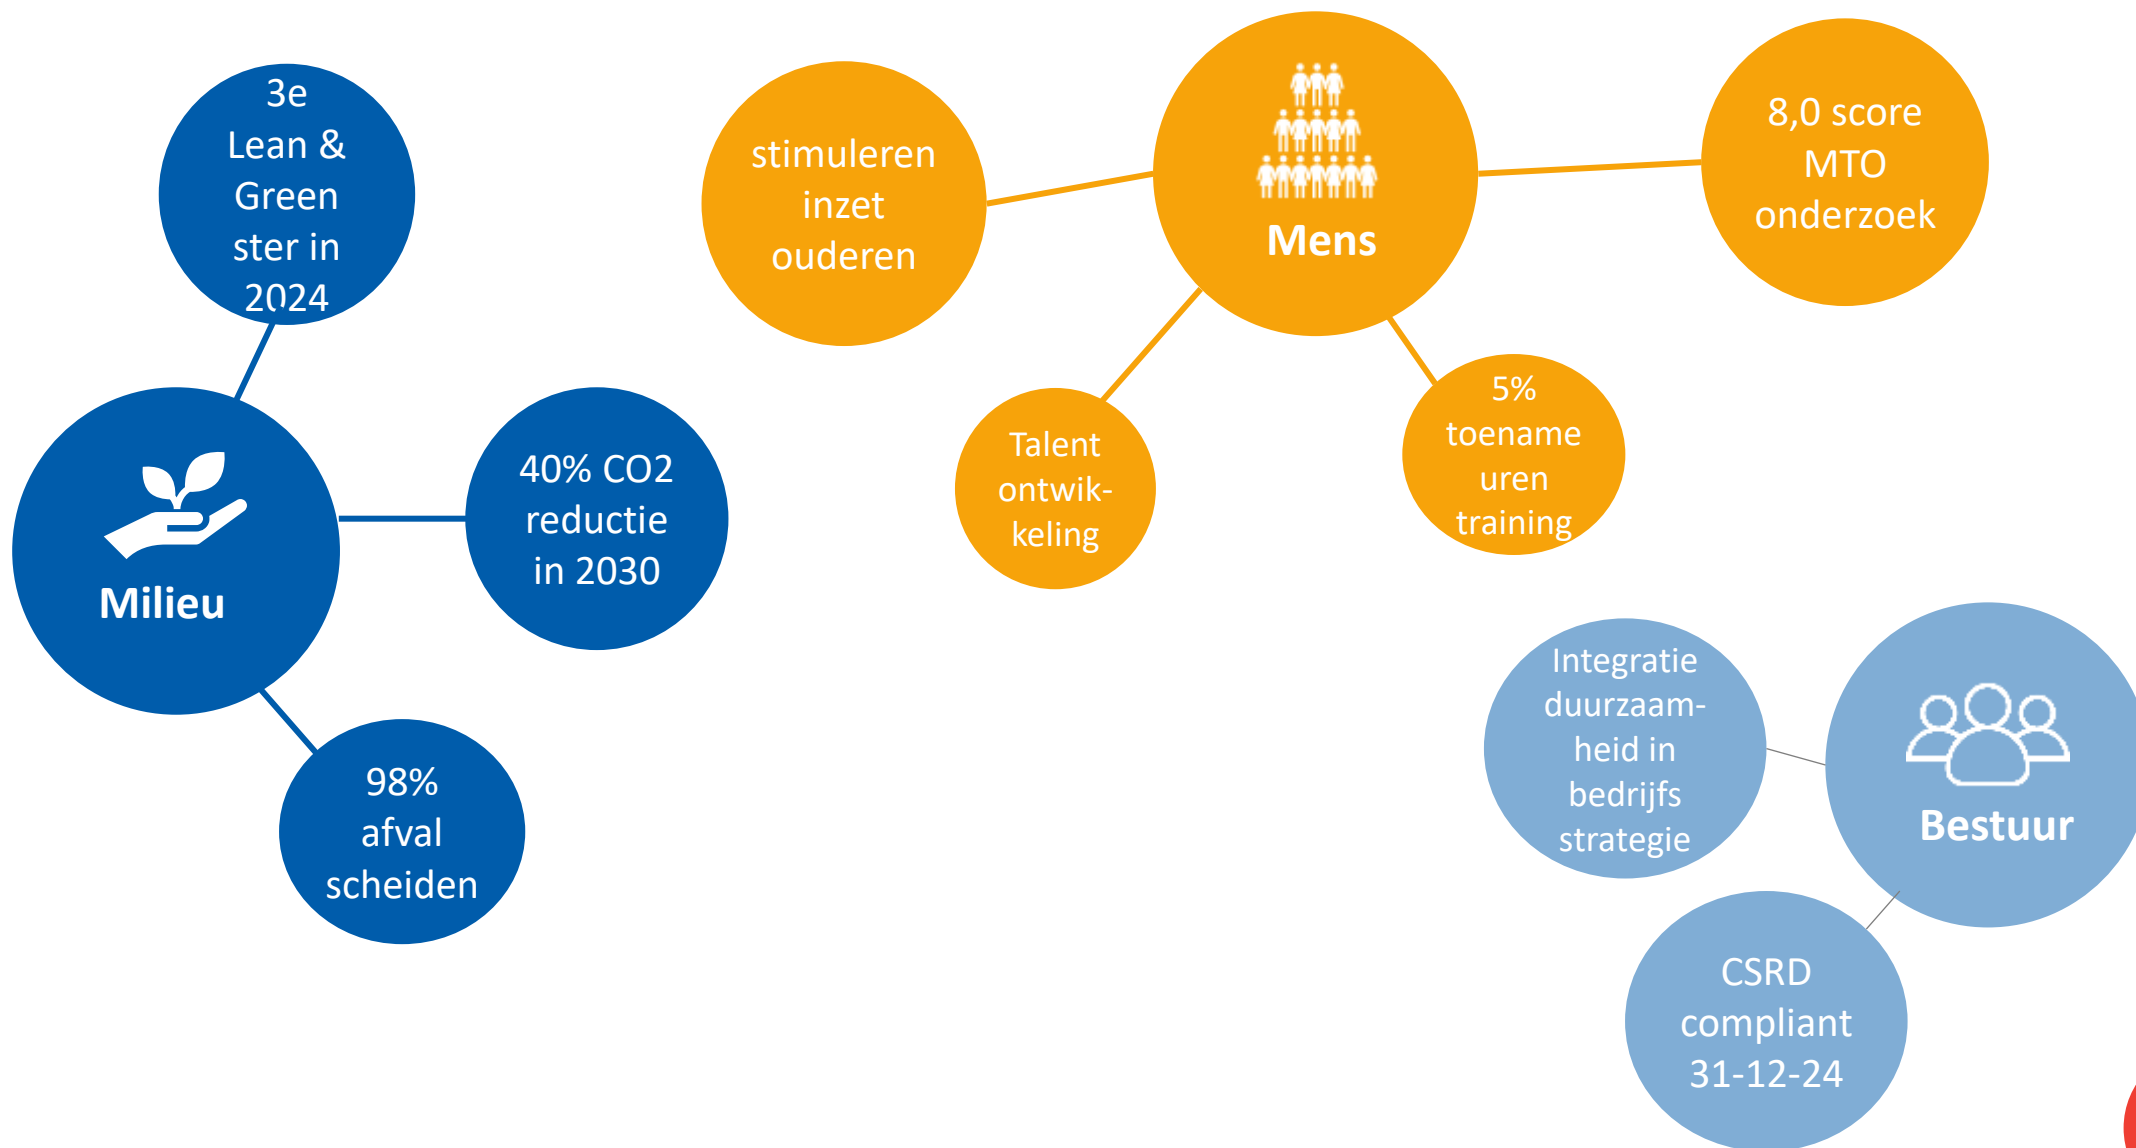 3e
Lean &
Green
ster in
2024
Milieu
40% CO2
reductie
in 2030
98%
afval
scheiden
stimuleren
inzet
ouderen
Mens
8,0 score
MTO
onderzoek
Talent
ontwik-
keling
5%
toename
uren
training
Integratie
duurzaam-
heid in
bedrijfs
strategie
Bestuur
CSRD
compliant
31-12-24